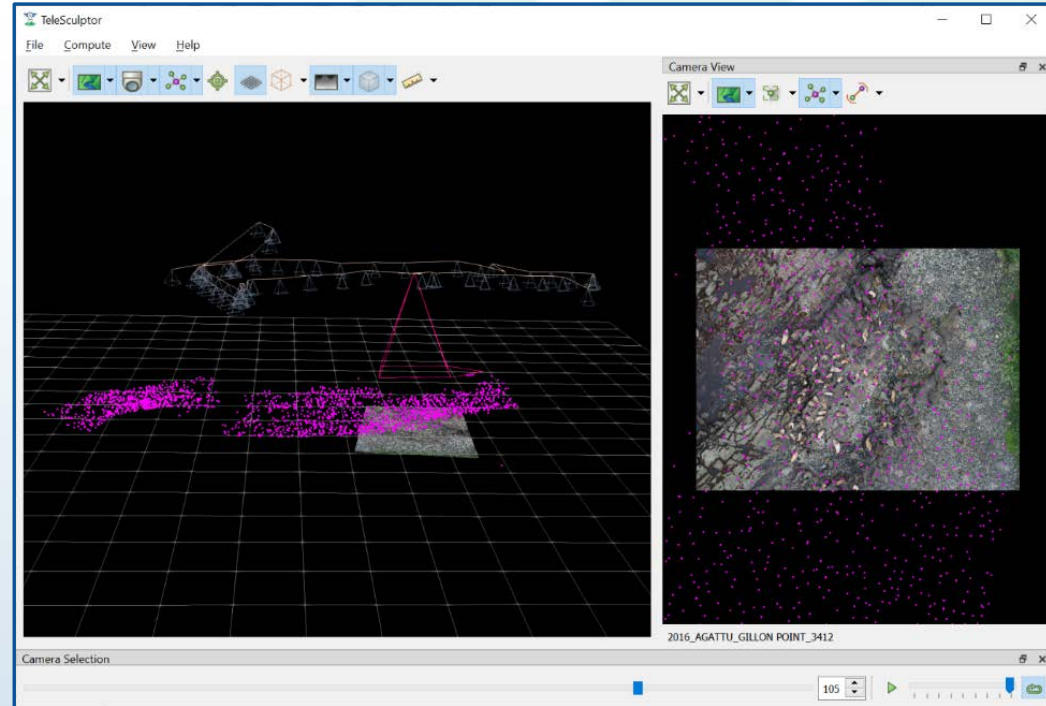 TeleSculptor
File Compute View Help
Camera View
2016_AGATTU_GILLON POINT_3412
Camera Selection
105